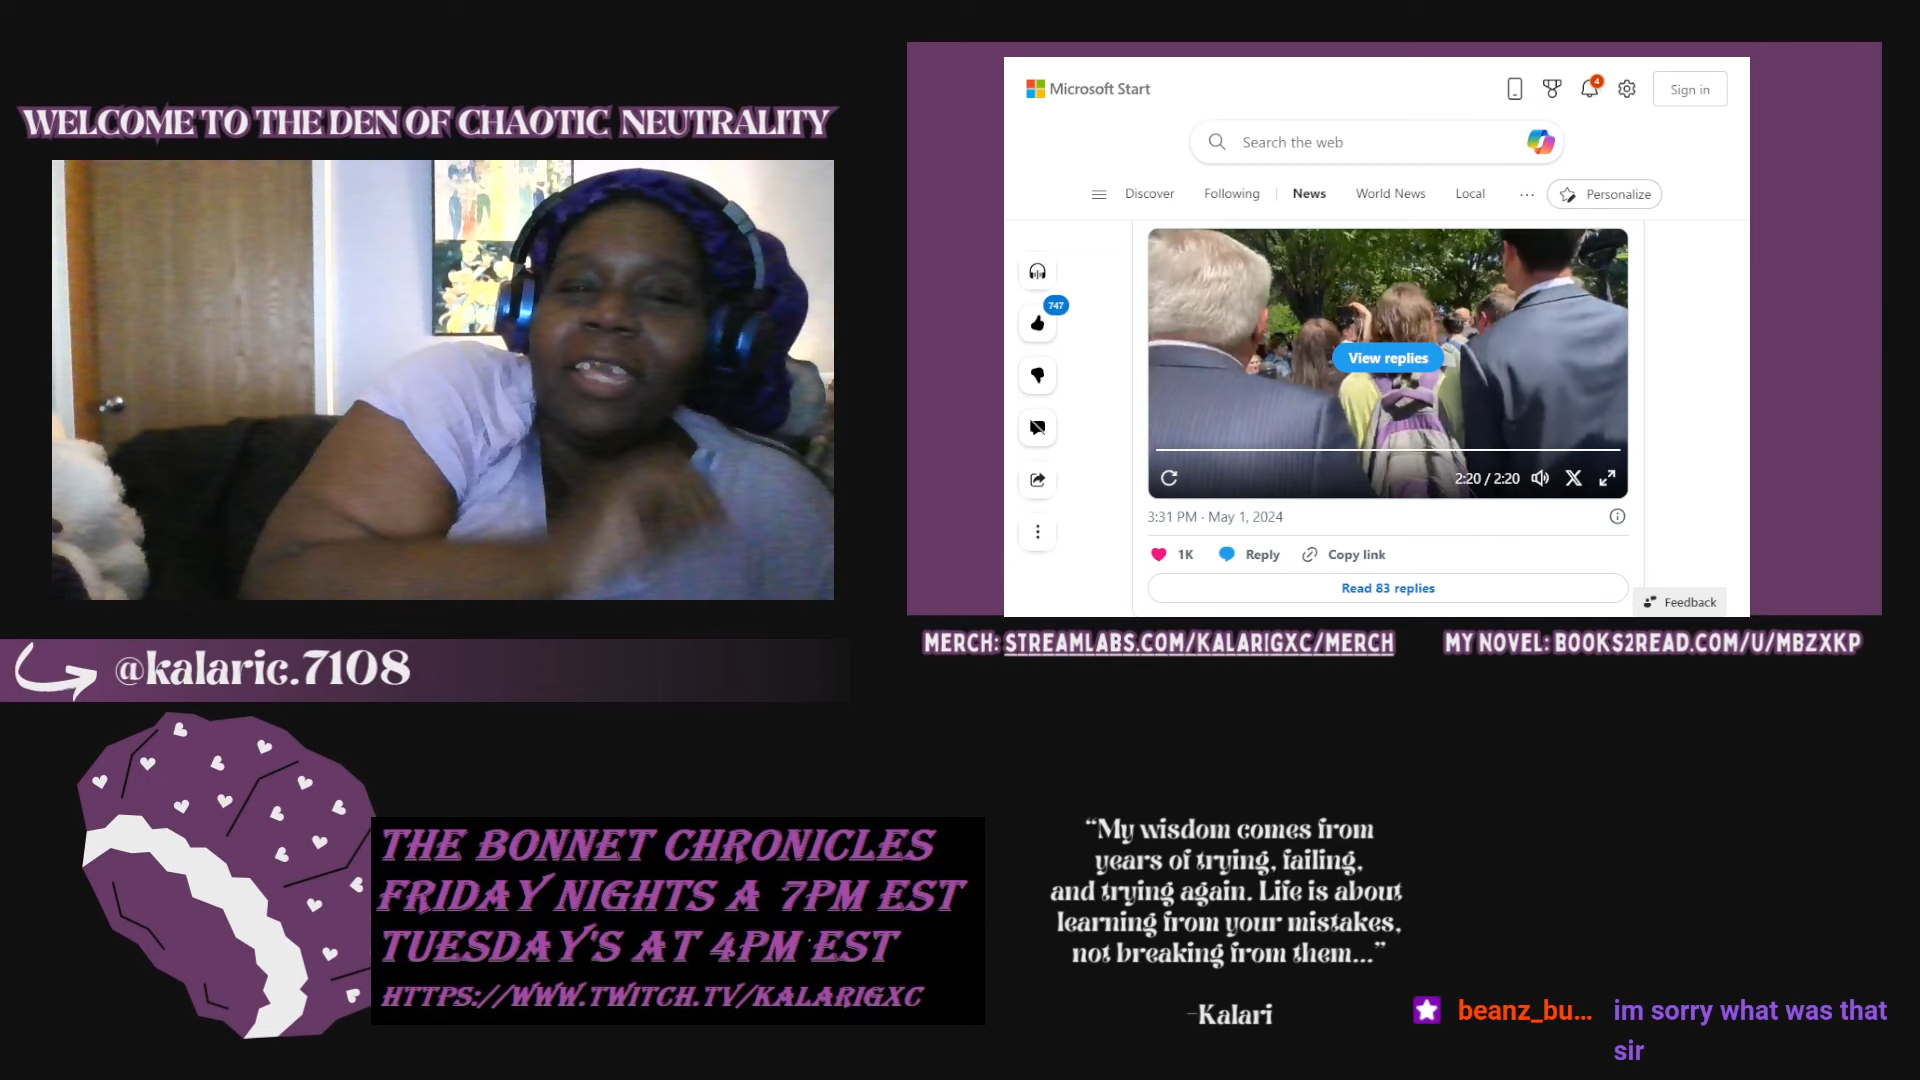 WELCOME TO THE DEN OF CHAOTIC NEUTRALITY
Microsoft Start
4
Sign in
Search the web
Discover
Following
News
World News
Local
Personalize
747
View replies
2:20 / 2:20
3:31 PM · May 1, 2024
1K
Reply
Copy link
Read 83 replies
Feedback
MERCH: STREAMLABS.COM/KALARIGXC/MERCH
MY NOVEL: BOOKS2READ.COM/U/MBZXKP
@kalaric.7108
THE BONNET CHRONICLES
FRIDAY NIGHTS A 7PM EST
TUESDAY'S AT 4PM EST
HTTPS://WWW.TWITCH.TV/KALARIGXC
“My wisdom comes from
years of trying, failing,
and trying again. Life is about
learning from your mistakes,
not breaking from them...”
-Kalari
beanz_bu... im sorry what was that
sir